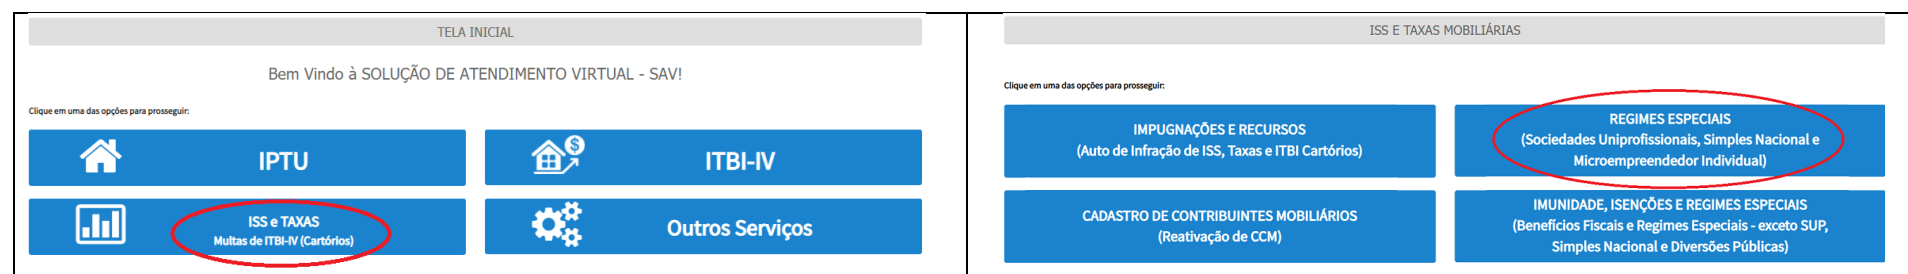 TELA INICIAL
Bem Vindo à SOLUÇÃO DE ATENDIMENTO VIRTUAL - SAV!
Clique em uma das opções para prosseguir:
IPTU
$
ITBI-IV
ISS e TAXAS
Multas de ITBI-IV (Cartórios)
Outros Serviços
ISS E TAXAS MOBILIÁRIAS
Clique em uma das opções para prosseguir:
IMPUGNAÇÕES E RECURSOS
(Auto de Infração de ISS, Taxas e ITBI Cartórios)
REGIMES ESPECIAIS
(Sociedades Uniprofissionais, Simples Nacional e
Microempreendedor Individual)
CADASTRO DE CONTRIBUINTES MOBILIÁRIOS
(Reativação de CCM)
IMUNIDADE, ISENÇÕES E REGIMES ESPECIAIS
(Benefícios Fiscais e Regimes Especiais - exceto SUP,
Simples Nacional e Diversões Públicas)